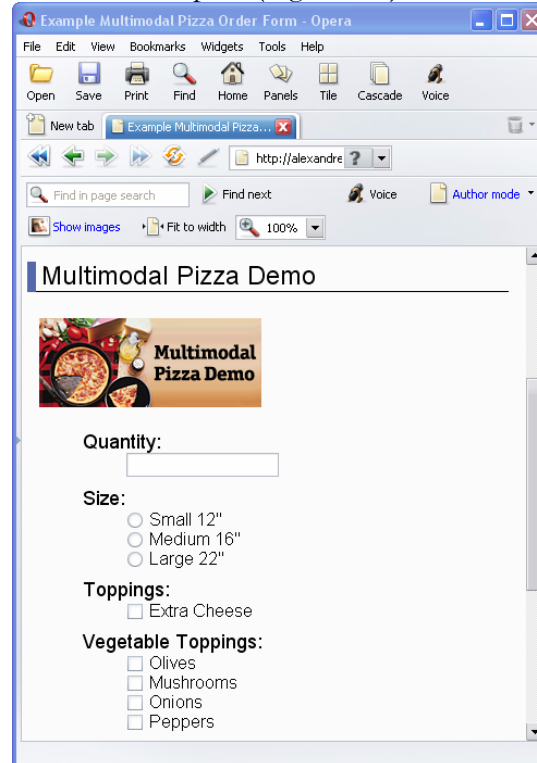 Example Multimodal Pizza Order Form - Opera
File Edit View Bookmarks Widgets Tools Help
Open Save Print Find Home Panels Tile Cascade Voice
New tab Example Multimodal Pizza...
http://alexandre ?
Find in page search Find next Voice Author mode
Show images Fit to width 100%
Multimodal Pizza Demo
Multimodal
Pizza Demo
Quantity:
Size:
Small 12"
Medium 16"
Large 22"
Toppings:
Extra Cheese
Vegetable Toppings:
Olives
Mushrooms
Onions
Peppers